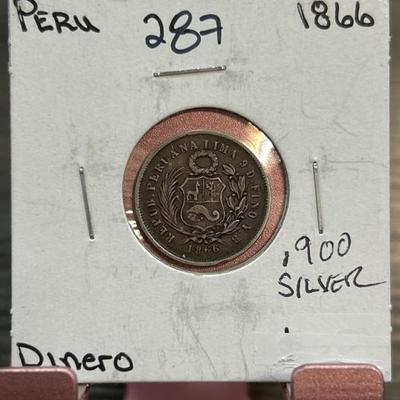 PERU 287 1866
REPUB. PERUANA LIMA 9 D. FINO Y.B.
1866
.900
SILVER
Dinero